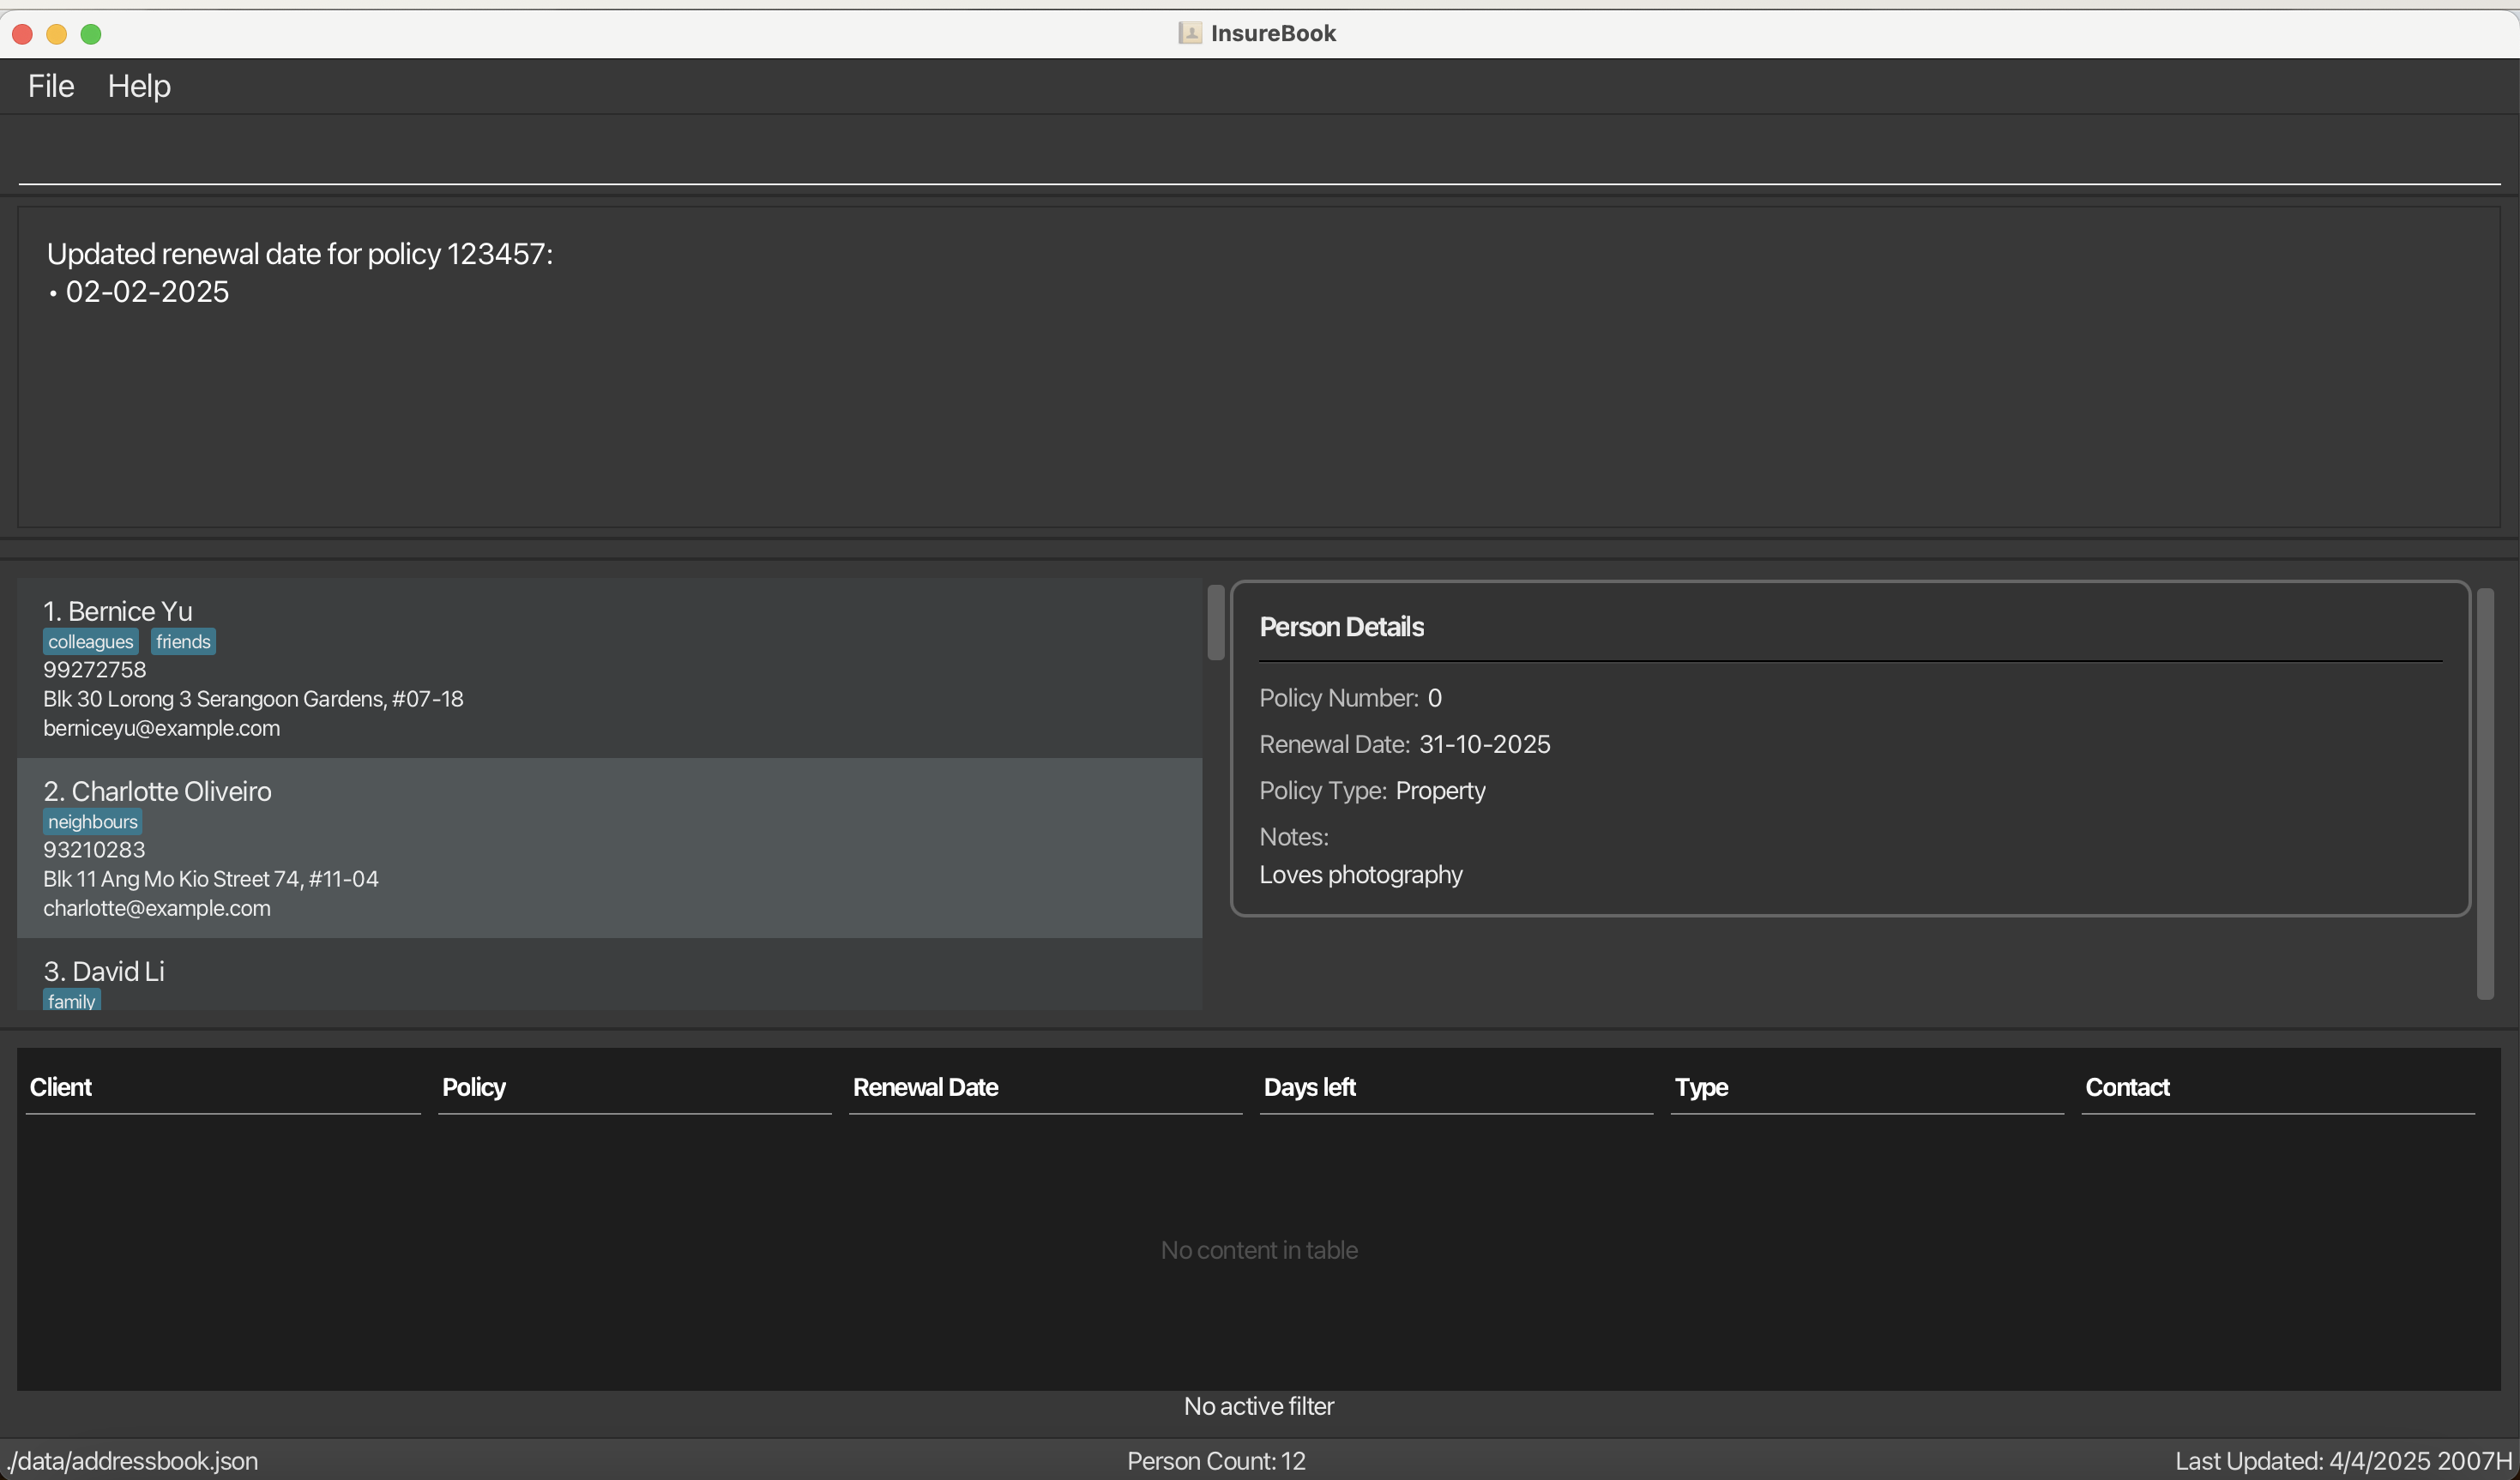 InsureBook
File Help
Updated renewal date for policy 123457:
• 02-02-2025
1. Bernice Yu
colleagues friends
99272758
Blk 30 Lorong 3 Serangoon Gardens, #07-18
berniceyu@example.com
2. Charlotte Oliveiro
neighbours
93210283
Blk 11 Ang Mo Kio Street 74, #11-04
charlotte@example.com
3. David Li
family
Person Details
Policy Number: 0
Renewal Date: 31-10-2025
Policy Type: Property
Notes:
Loves photography
Client Policy Renewal Date Days left Type Contact
No content in table
No active filter
./data/addressbook.json Person Count: 12 Last Updated: 4/4/2025 2007H